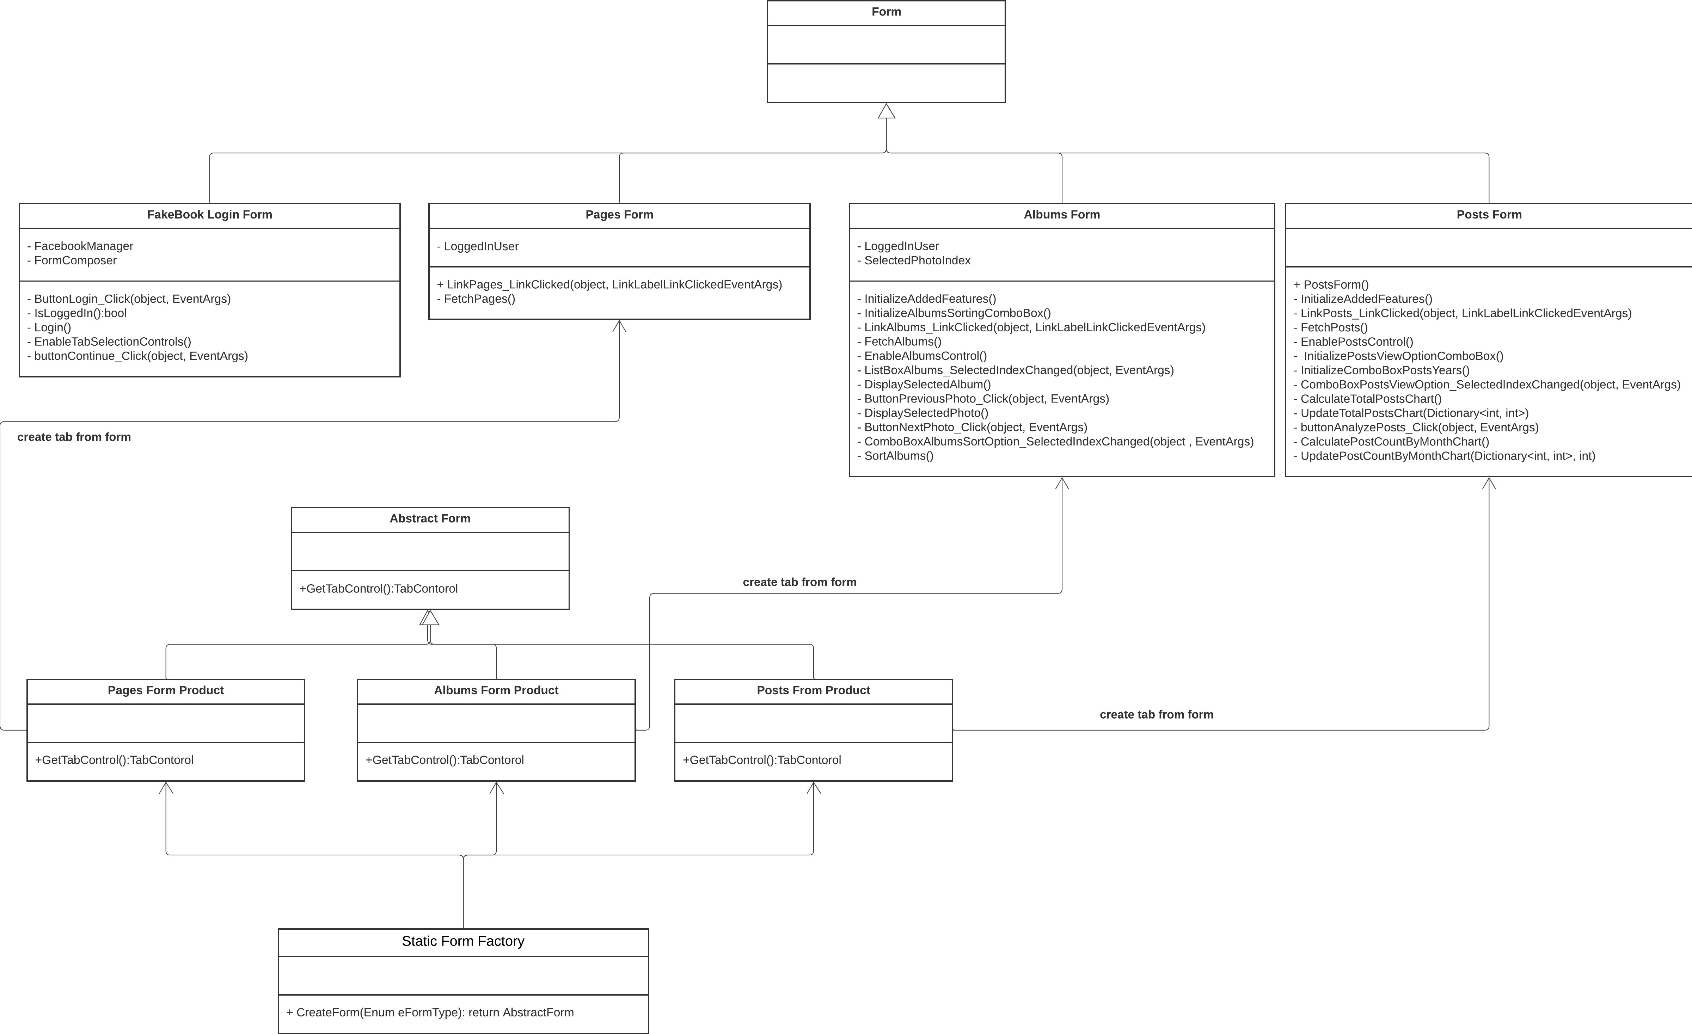 Form
FakeBook Login Form
- FacebookManager
- FormComposer
- ButtonLogin_Click(object, EventArgs)
- IsLoggedIn():bool
- Login()
- EnableTabSelectionControls()
- buttonContinue_Click(object, EventArgs)
Pages Form
- LoggedInUser
+ LinkPages_LinkClicked(object, LinkLabelLinkClickedEventArgs)
- FetchPages()
Albums Form
- LoggedInUser
- SelectedPhotoIndex
- InitializeAddedFeatures()
- InitializeAlbumsSortingComboBox()
- LinkAlbums_LinkClicked(object, LinkLabelLinkClickedEventArgs)
- FetchAlbums()
- EnableAlbumsControl()
- ListBoxAlbums_SelectedIndexChanged(object, EventArgs)
- DisplaySelectedAlbum()
- ButtonPreviousPhoto_Click(object, EventArgs)
- DisplaySelectedPhoto()
- ButtonNextPhoto_Click(object, EventArgs)
- ComboBoxAlbumsSortOption_SelectedIndexChanged(object , EventArgs)
- SortAlbums()
Posts Form
+ PostsForm()
- InitializeAddedFeatures()
- LinkPosts_LinkClicked(object, LinkLabelLinkClickedEventArgs)
- FetchPosts()
- EnablePostsControl()
- InitializePostsViewOptionComboBox()
- InitializeComboBoxPostsYears()
- ComboBoxPostsViewOption_SelectedIndexChanged(object, EventArgs)
- CalculateTotalPostsChart()
- UpdateTotalPostsChart(Dictionary<int, int>)
- buttonAnalyzePosts_Click(object, EventArgs)
- CalculatePostCountByMonthChart()
- UpdatePostCountByMonthChart(Dictionary<int, int>, int)
create tab from form
Abstract Form
+GetTabControl():TabContorol
create tab from form
Pages Form Product
+GetTabControl():TabContorol
Albums Form Product
+GetTabControl():TabContorol
Posts From Product
+GetTabControl():TabContorol
create tab from form
Static Form Factory
+ CreateForm(Enum eFormType): return AbstractForm